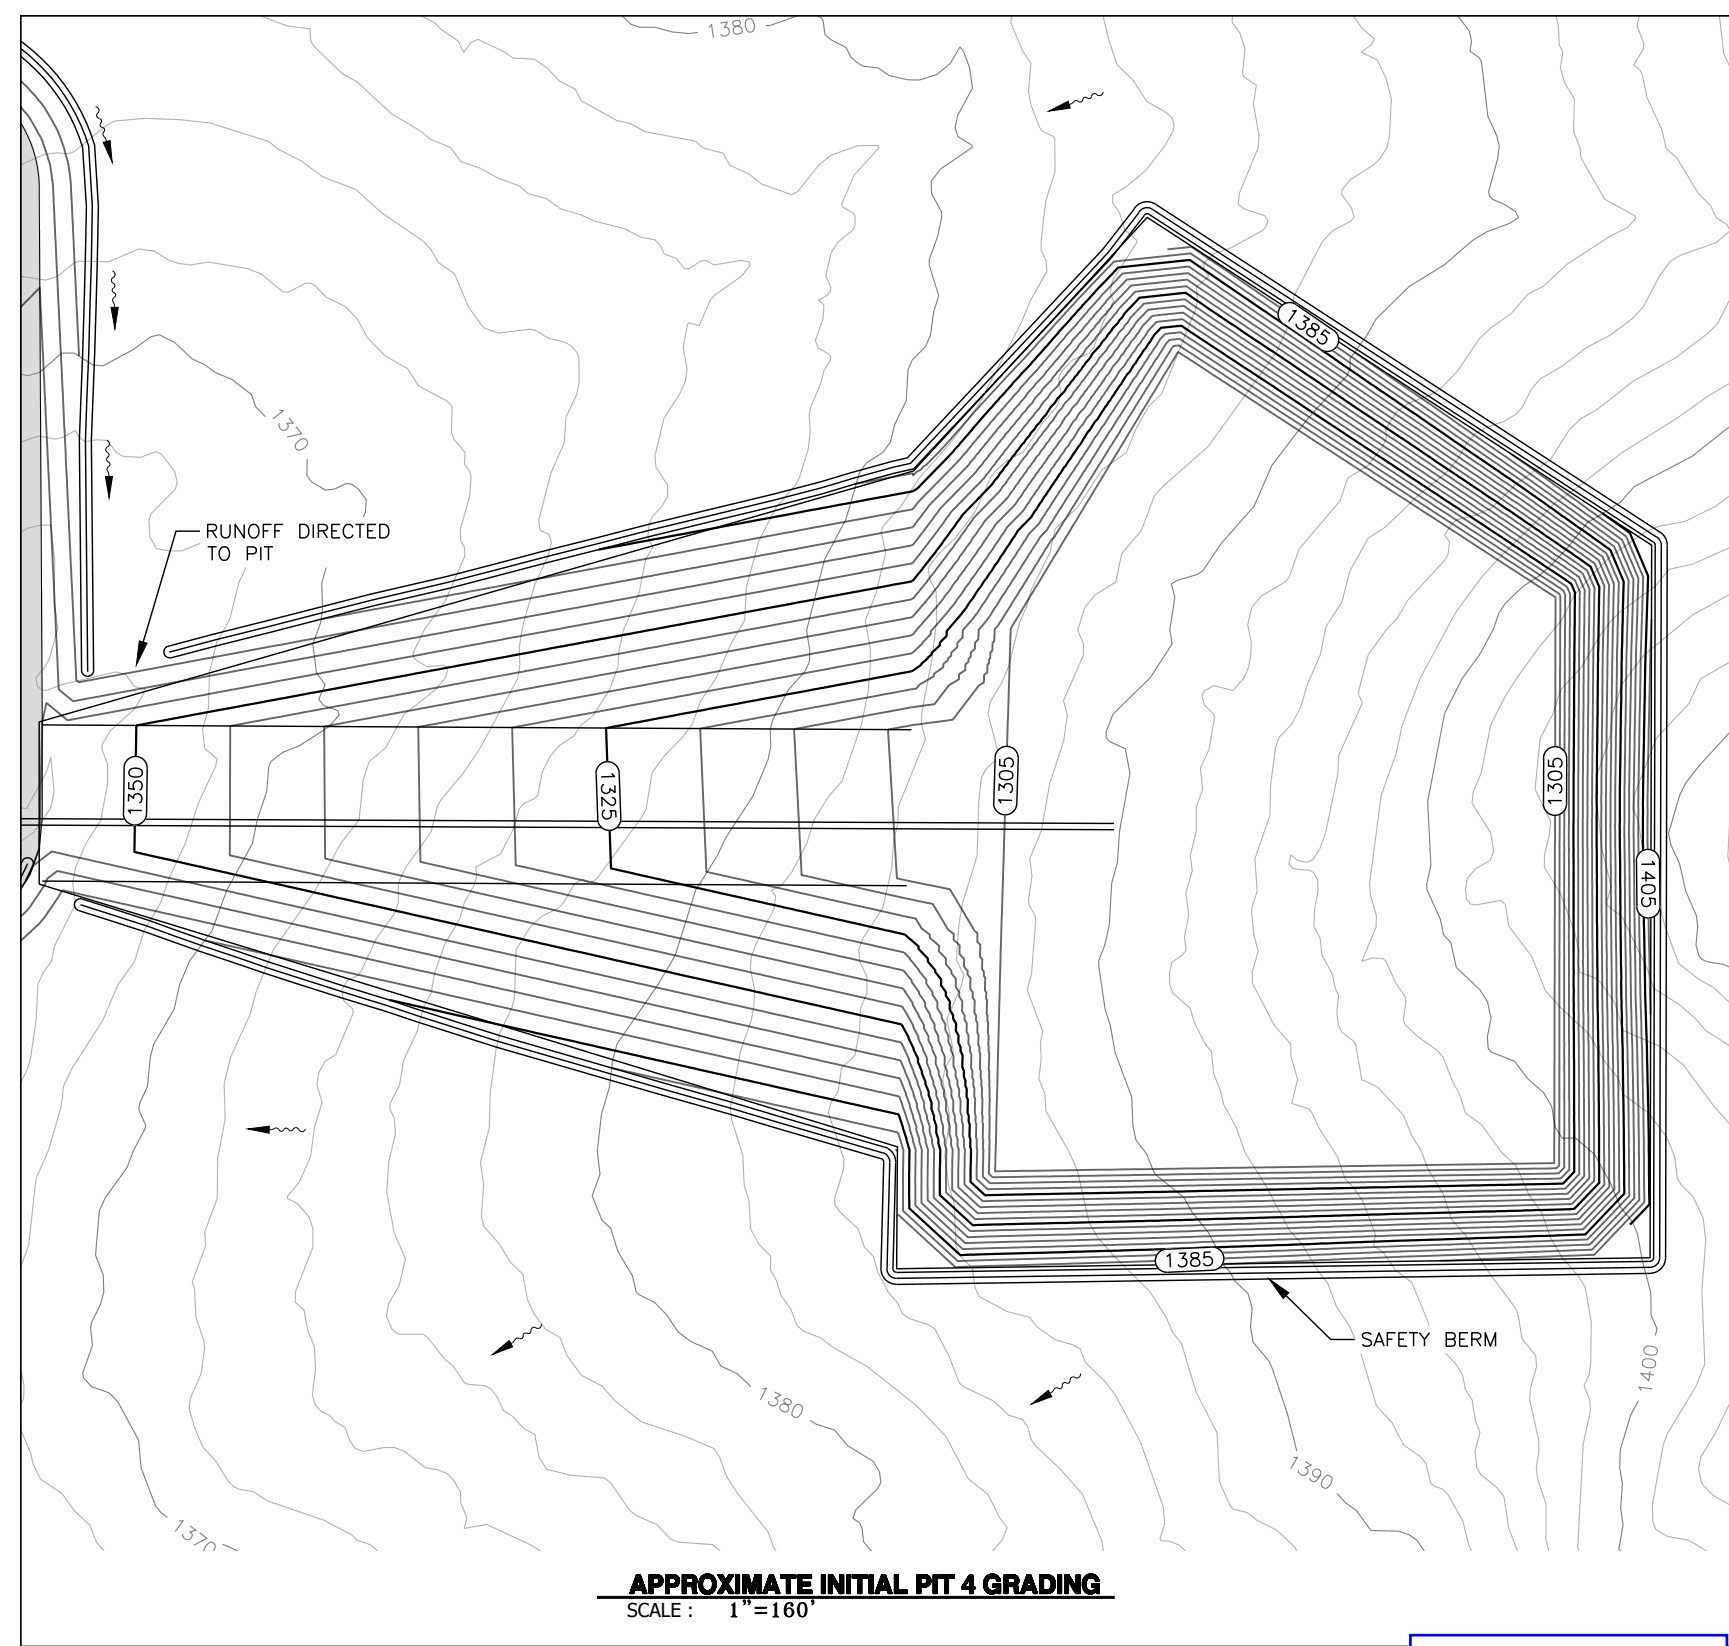 1380
1385
1370
RUNOFF DIRECTED
TO PIT
1350
1325
1305
1305
1405
1385
SAFETY BERM
1400
1380
1390
1370
APPROXIMATE INITIAL PIT 4 GRADING
SCALE : 1"=160'